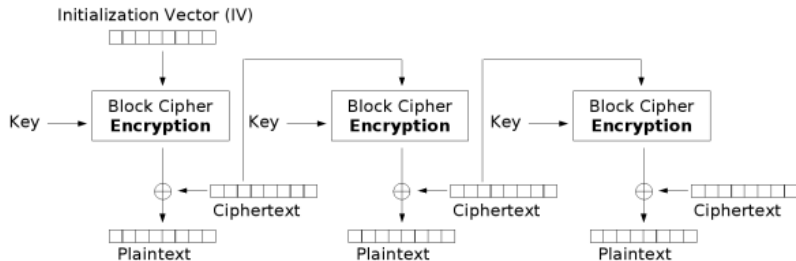 Initialization Vector (IV)
Key
Block Cipher
Encryption
Key
Block Cipher
Encryption
Key
Block Cipher
Encryption
Ciphertext
Ciphertext
Ciphertext
Plaintext
Plaintext
Plaintext